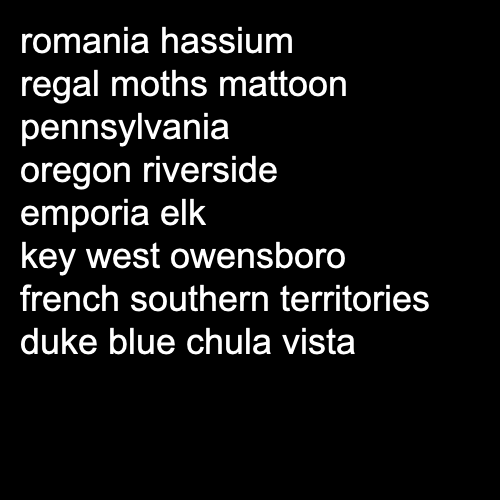 romania hassium
regal moths mattoon
pennsylvania
oregon riverside
emporia elk
key west owensboro
french southern territories
duke blue chula vista